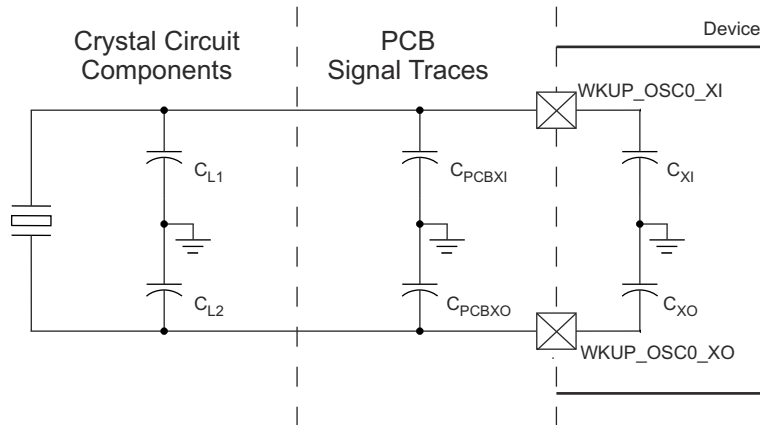 Crystal Circuit
Components
PCB
Signal Traces
Device
WKUP_OSC0_XI
CL1
CPCBXI
CXI
CL2
CPCBXO
CXO
WKUP_OSC0_XO